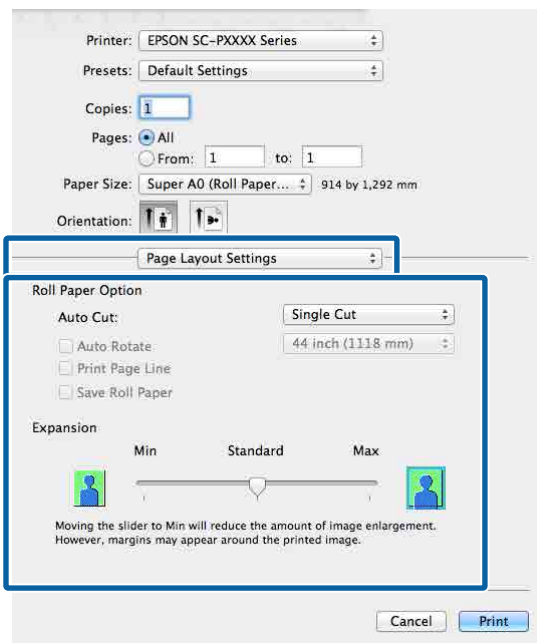 Printer: EPSON SC-PXXXX Series
Presets: Default Settings
Copies: 1
Pages: All
From: 1 to: 1
Paper Size: Super A0 (Roll Paper... 914 by 1,292 mm
Orientation:
Page Layout Settings
Roll Paper Option
Auto Cut: Single Cut
Auto Rotate 44 inch (1118 mm)
Print Page Line
Save Roll Paper
Expansion
Min Standard Max
Moving the slider to Min will reduce the amount of image enlargement.
However, margins may appear around the printed image.
Cancel Print